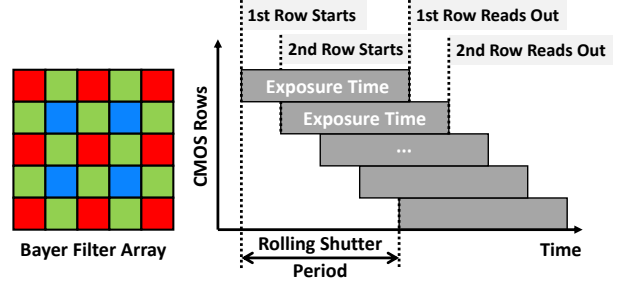 1st Row Starts
1st Row Reads Out
2nd Row Starts
2nd Row Reads Out
Exposure Time
Exposure Time
...
CMOS Rows
Bayer Filter Array
Rolling Shutter
Period
Time